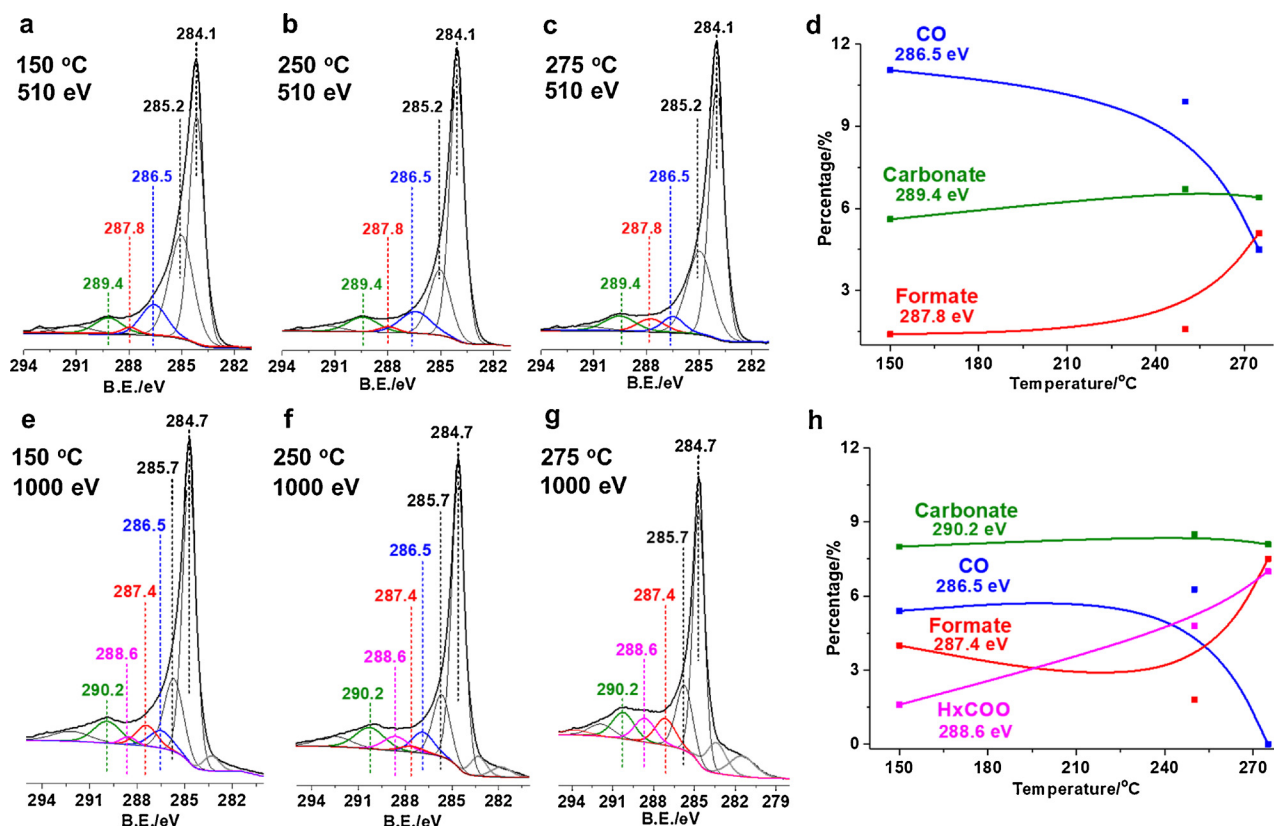 a
150 °C
510 eV
284.1
285.2
286.5
287.8
289.4
294 291 288 285 282
B.E./eV
b
250 °C
510 eV
284.1
285.2
286.5
287.8
289.4
294 291 288 285 282
B.E./eV
c
275 °C
510 eV
284.1
285.2
286.5
287.8
289.4
294 291 288 285 282
B.E./eV
d
Percentage/%
12
9
6
3
CO
286.5 eV
Carbonate
289.4 eV
Formate
287.8 eV
150 180 210 240 270
Temperature/°C
e
150 °C
1000 eV
284.7
285.7
286.5
287.4
288.6
290.2
294 291 288 285 282
B.E./eV
f
250 °C
1000 eV
284.7
285.7
286.5
287.4
288.6
290.2
294 291 288 285 282
B.E./eV
g
275 °C
1000 eV
284.7
285.7
287.4
288.6
290.2
294 291 288 285 282 279
B.E./eV
h
Percentage/%
12
9
6
3
0
Carbonate
290.2 eV
CO
286.5 eV
Formate
287.4 eV
HxCOO
288.6 eV
150 180 210 240 270
Temperature/°C